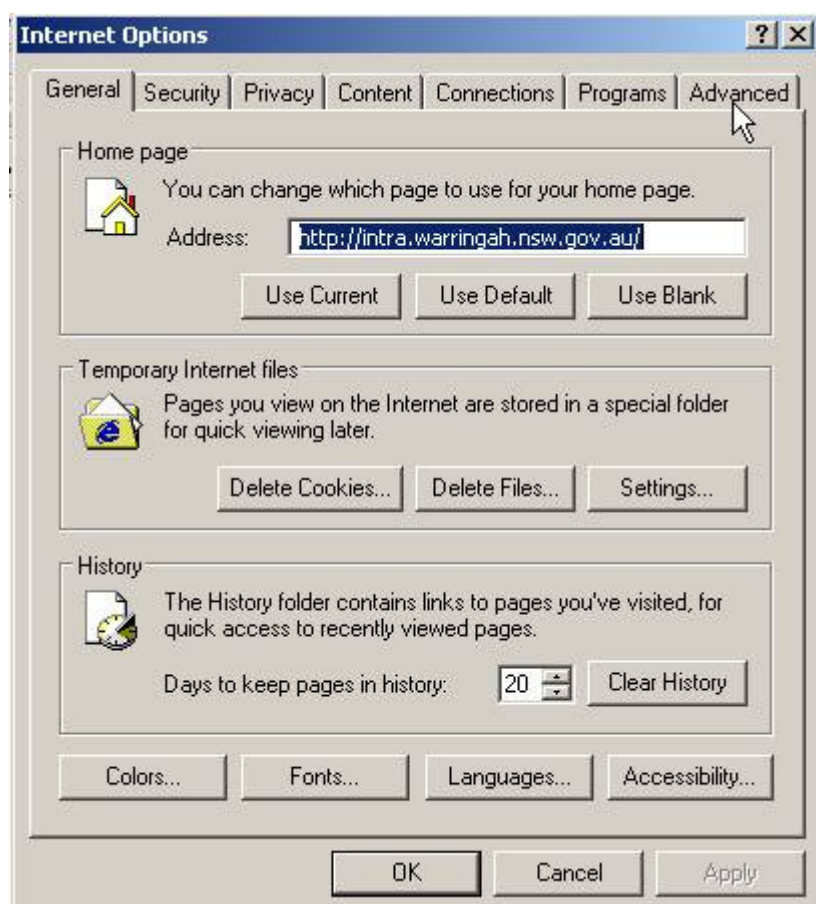 Internet Options
General Security Privacy Content Connections Programs Advanced
Home page
You can change which page to use for your home page.
Address: http://intra.warringah.nsw.gov.au/
Use Current Use Default Use Blank
Temporary Internet files
Pages you view on the Internet are stored in a special folder
for quick viewing later.
Delete Cookies... Delete Files... Settings...
History
The History folder contains links to pages you've visited, for
quick access to recently viewed pages.
Days to keep pages in history: 20 Clear History
Colors... Fonts... Languages... Accessibility...
OK Cancel Apply